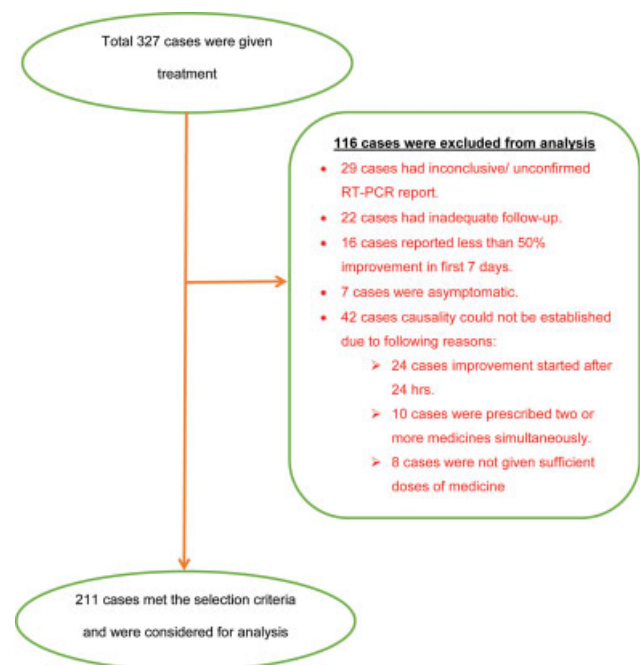 Total 327 cases were given
treatment
116 cases were excluded from analysis
• 29 cases had inconclusive/ unconfirmed
RT-PCR report.
• 22 cases had inadequate follow-up.
• 16 cases reported less than 50%
improvement in first 7 days.
• 7 cases were asymptomatic.
• 42 cases causality could not be established
due to following reasons:
➢ 24 cases improvement started after
24 hrs.
➢ 10 cases were prescribed two or
more medicines simultaneously.
➢ 8 cases were not given sufficient
doses of medicine
211 cases met the selection criteria
and were considered for analysis